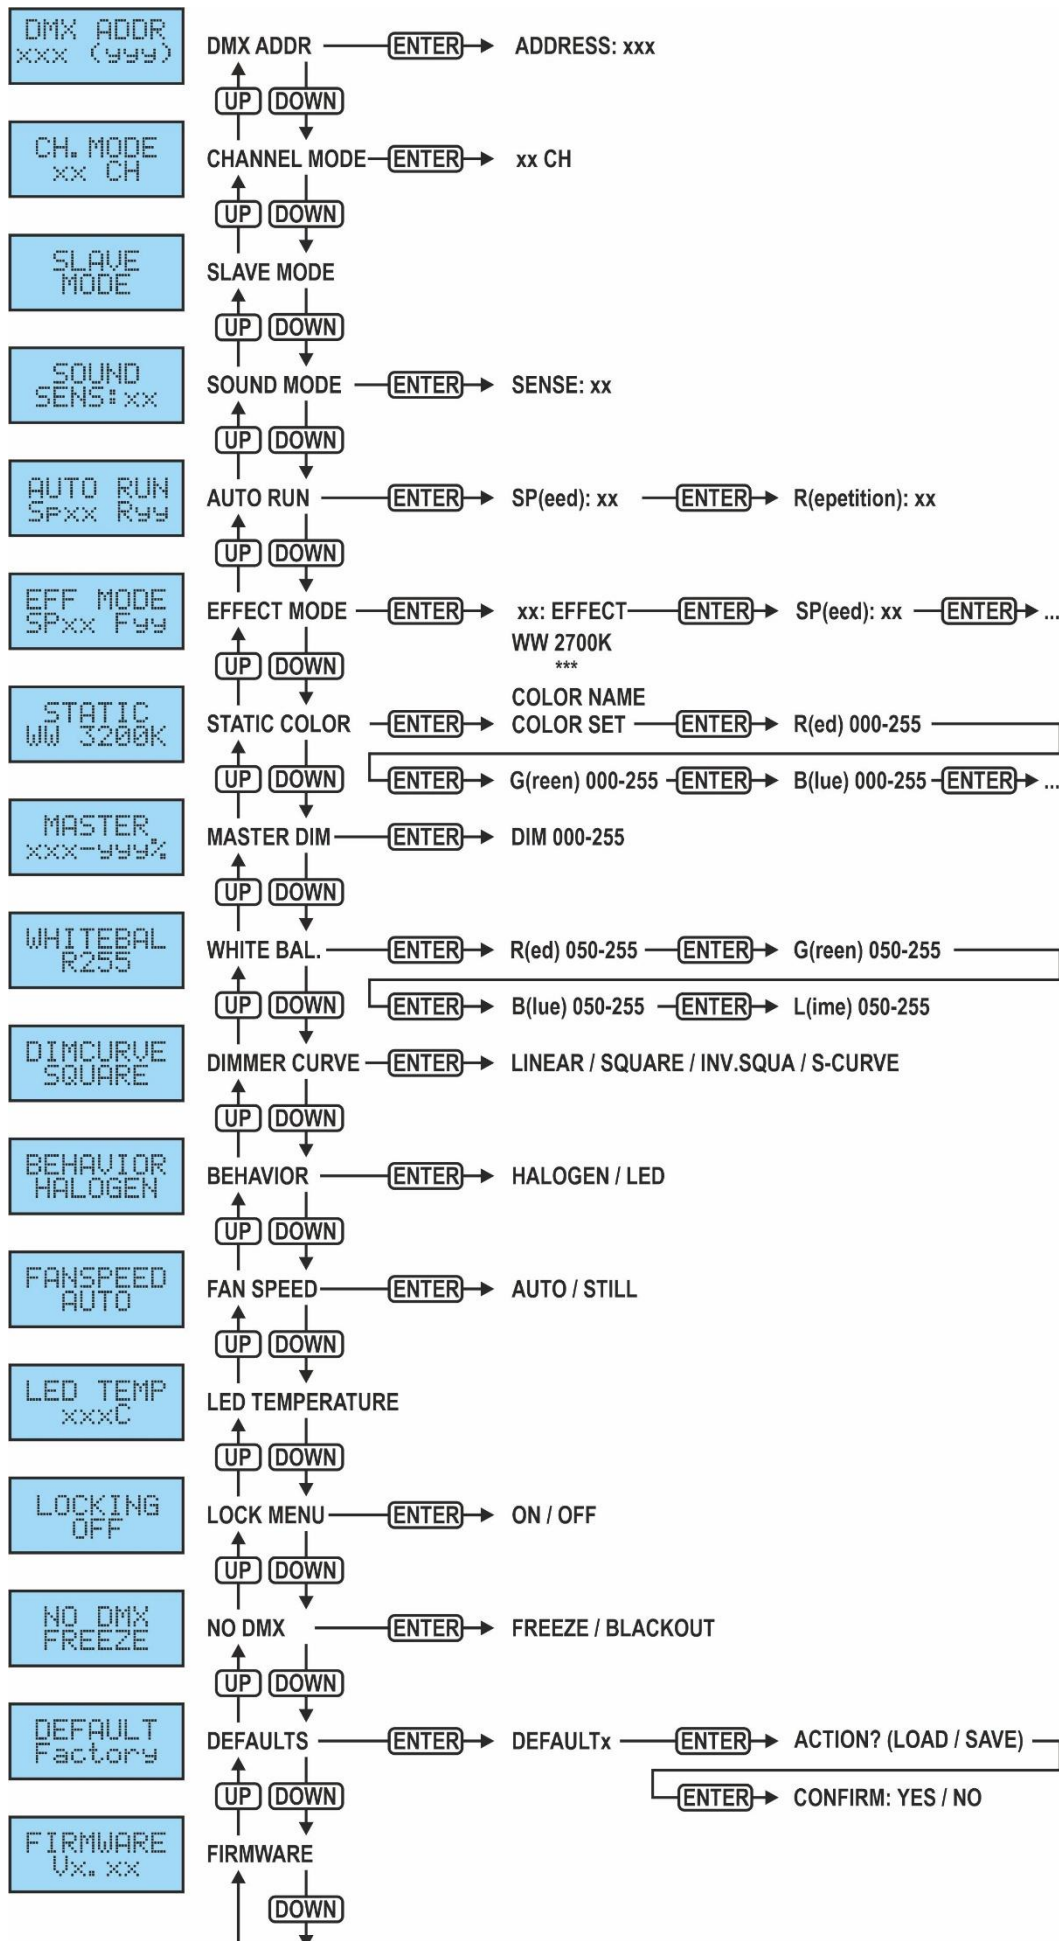 DMX ADDR
xxx (yyy)
DMX ADDR ENTER ADDRESS: xxx
UP DOWN
CH.MODE
xx CH
CHANNEL MODE ENTER xx CH
UP DOWN
SLAVE
MODE
SLAVE MODE
UP DOWN
SOUND
SENS:xx
SOUND MODE ENTER SENSE: xx
UP DOWN
AUTO RUN
SPxx Ryy
AUTO RUN ENTER SP(eed): xx ENTER R(epetition): xx
UP DOWN
EFF MODE
SPxx Fyy
EFFECT MODE ENTER xx: EFFECT ENTER SP(eed): xx ENTER ...
WW 2700K
UP DOWN ***
COLOR NAME
STATIC
WW 3200K
STATIC COLOR ENTER COLOR SET ENTER R(ed) 000-255
UP DOWN ENTER G(reen) 000-255 ENTER B(lue) 000-255 ENTER ...
MASTER
xxx-yyy%
MASTER DIM ENTER DIM 000-255
UP DOWN
WHITEBAL
R255
WHITE BAL. ENTER R(ed) 050-255 ENTER G(reen) 050-255
UP DOWN ENTER B(lue) 050-255 ENTER L(ime) 050-255
DIMCURVE
SQUARE
DIMMER CURVE ENTER LINEAR / SQUARE / INV.SQUA / S-CURVE
UP DOWN
BEHAVIOR
HALOGEN
BEHAVIOR ENTER HALOGEN / LED
UP DOWN
FANSPEED
AUTO
FAN SPEED ENTER AUTO / STILL
UP DOWN
LED TEMP
xxxC
LED TEMPERATURE
UP DOWN
LOCKING
OFF
LOCK MENU ENTER ON / OFF
UP DOWN
NO DMX
FREEZE
NO DMX ENTER FREEZE / BLACKOUT
UP DOWN
DEFAULT
Factory
DEFAULTS ENTER DEFAULTx ENTER ACTION? (LOAD / SAVE)
UP DOWN ENTER CONFIRM: YES / NO
FIRMWARE
Vx.xx
FIRMWARE
DOWN